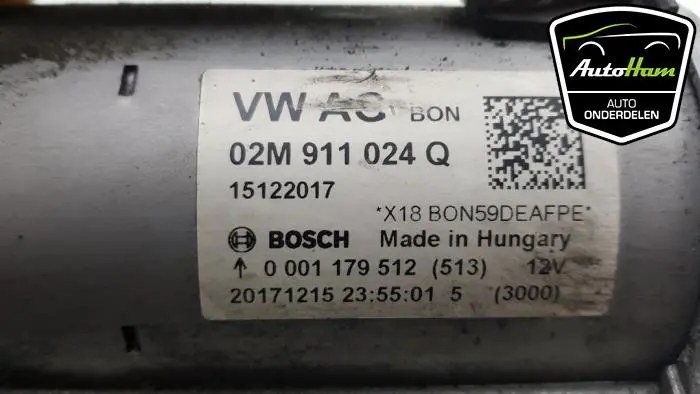 AutoHam
AUTO
ONDERDELEN
VW AG BON
02M 911 024 Q
15122017
*X18 BON59DEAFPE*
BOSCH Made in Hungary
↑ 0 001 179 512 (513) 12V
20171215 23:55:01 5 (3000)